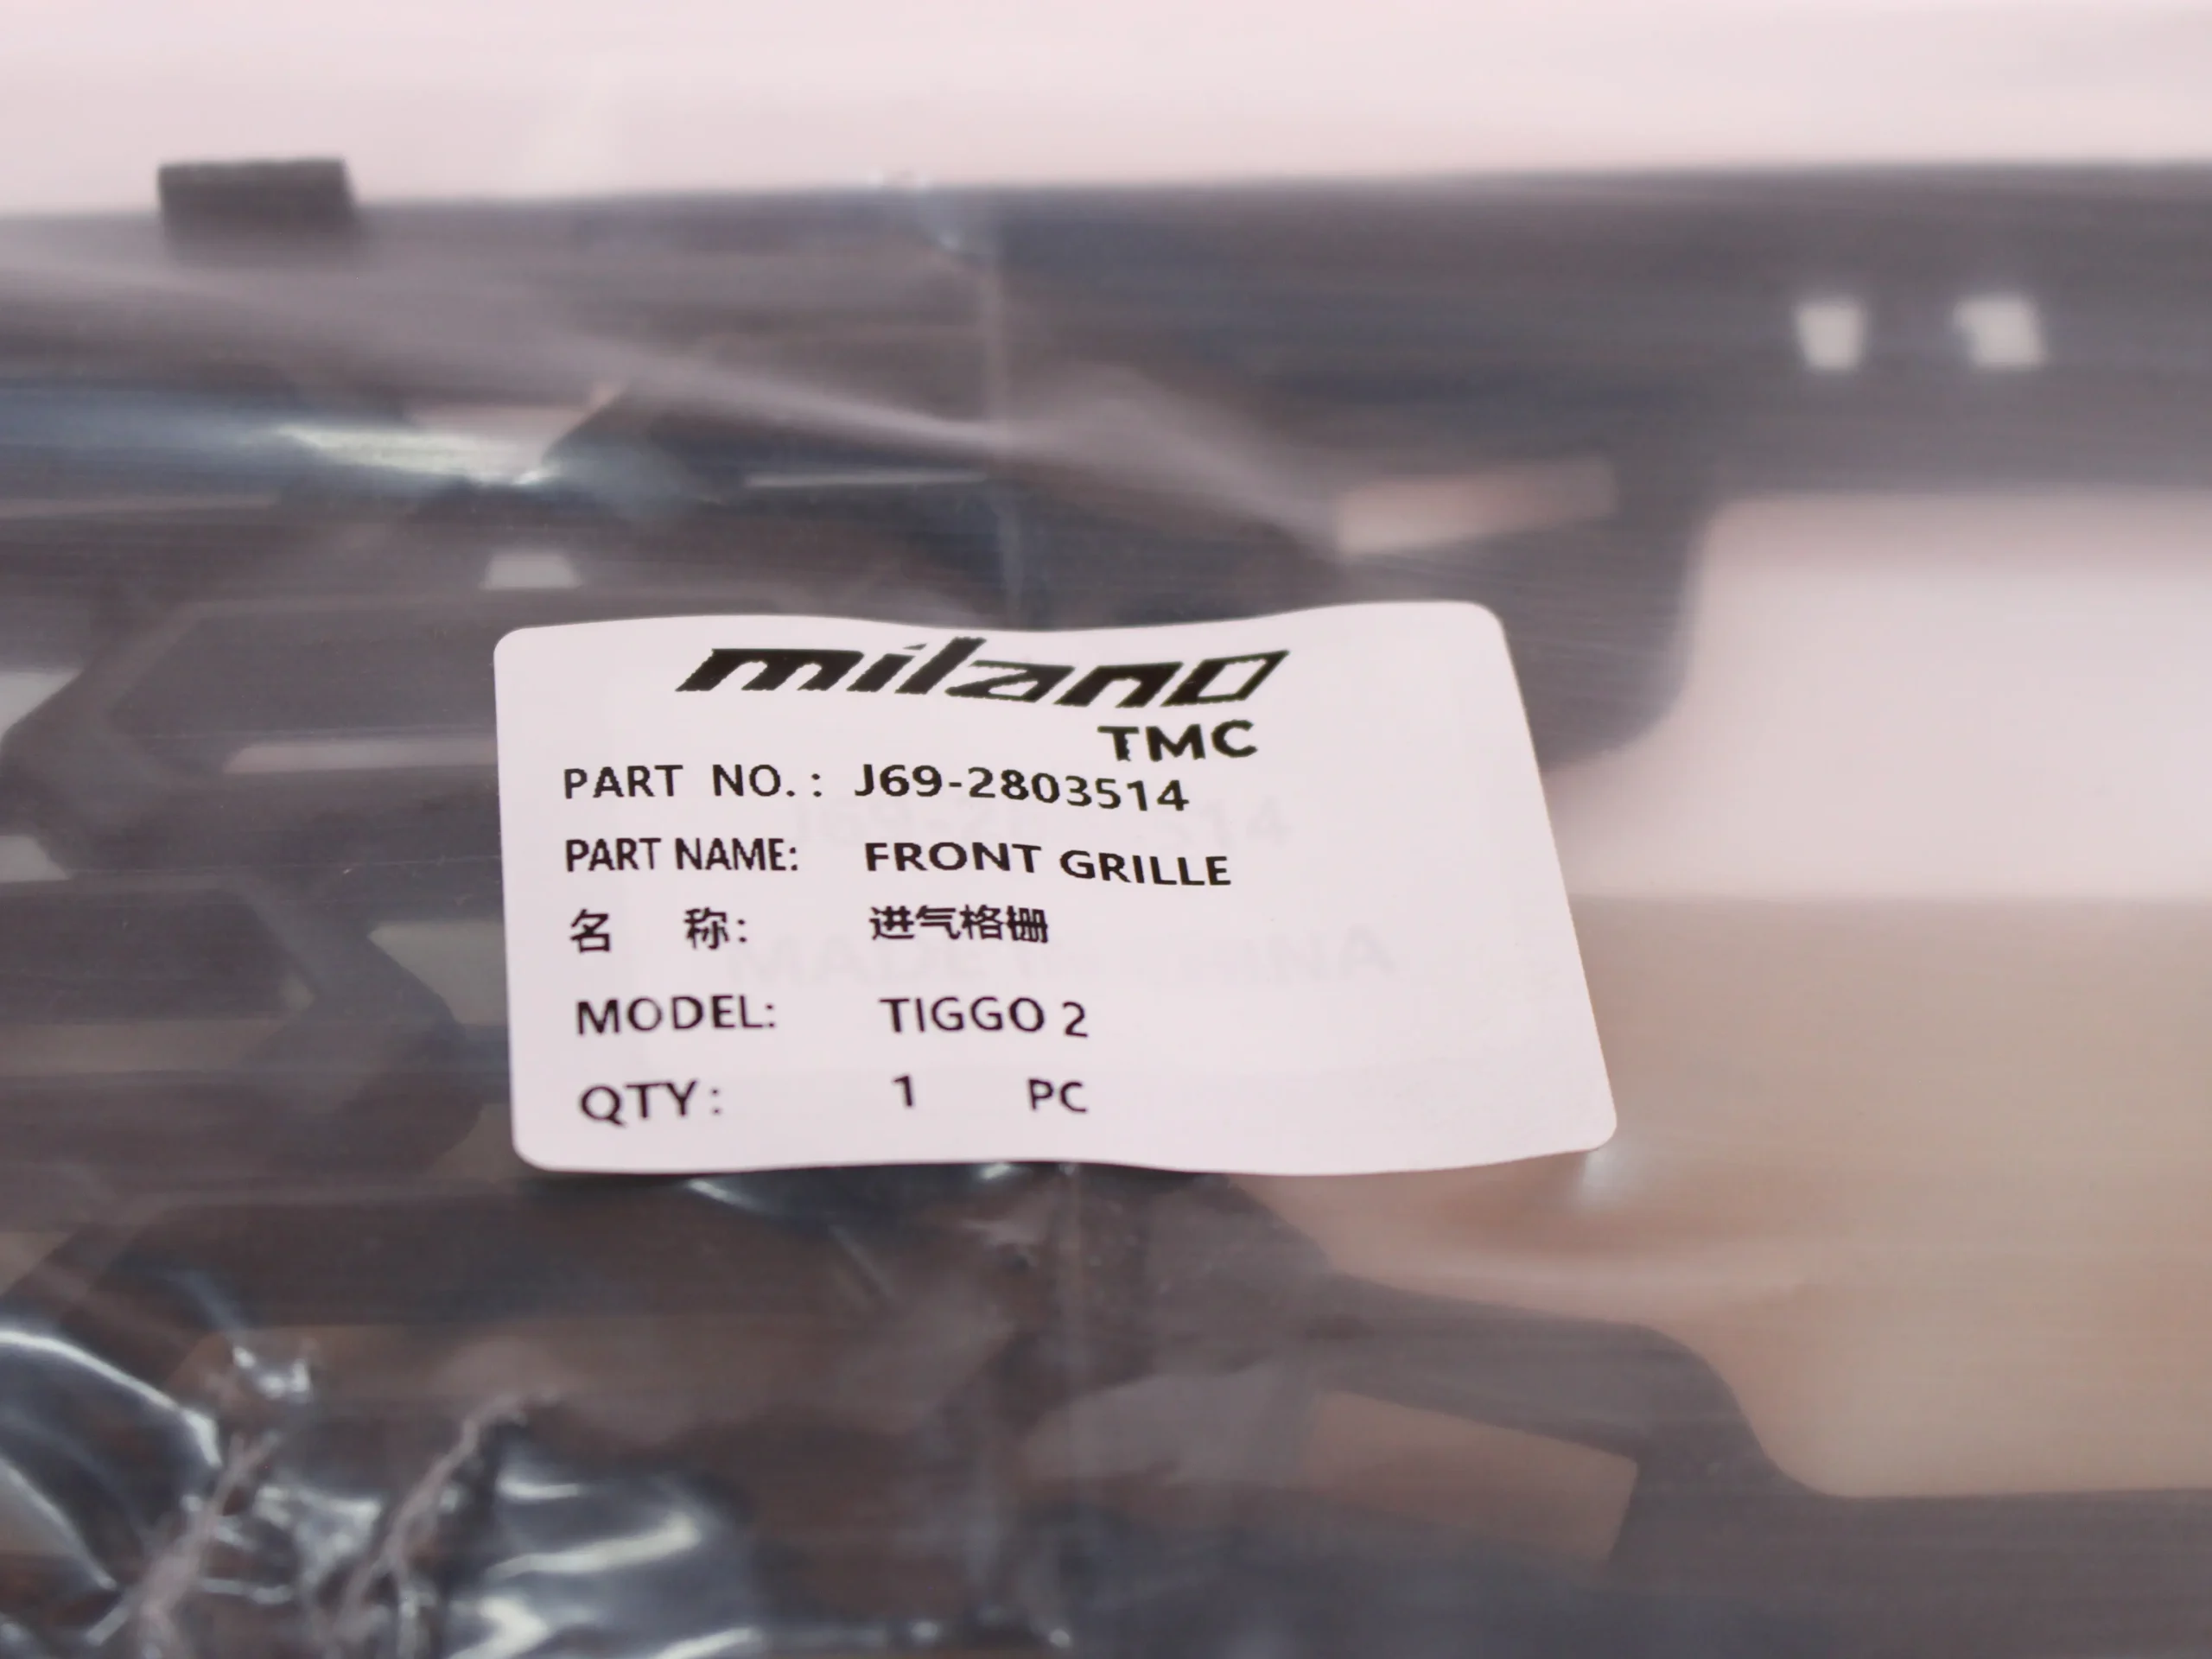 milano
TMC
PART NO.: J69-2803514
PART NAME: FRONT GRILLE
名 称: 进气格栅
MODEL: TIGGO 2
QTY: 1 PC